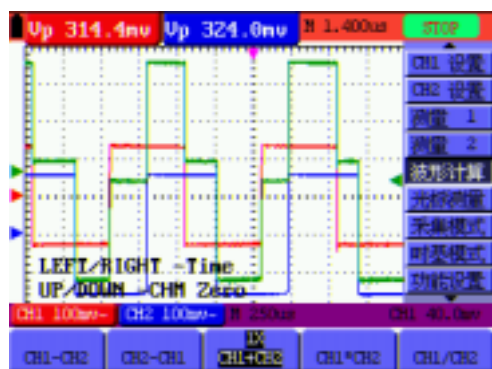 Vp 314.4mv Vp 324.0mv M 1.400us STOP
CH1 设置
CH2 设置
测量 1
测量 2
波形计算
光标测量
采集模式
时基模式
功能设置
LEFT/RIGHT -Time
UP/DOWN -CHM Zero
CH1 100mv~ CH2 100mv~ M 250us CH1 40.0mv
1X
CH1-CH2 CH2-CH1 CH1+CH2 CH1*CH2 CH1/CH2